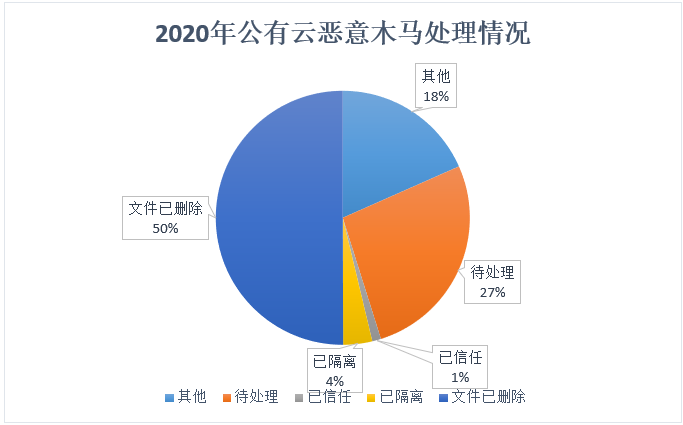 2020年公有云恶意木马处理情况
其他
18%
文件已删除
50%
待处理
27%
已信任
1%
已隔离
4%
其他 待处理 已信任 已隔离 文件已删除